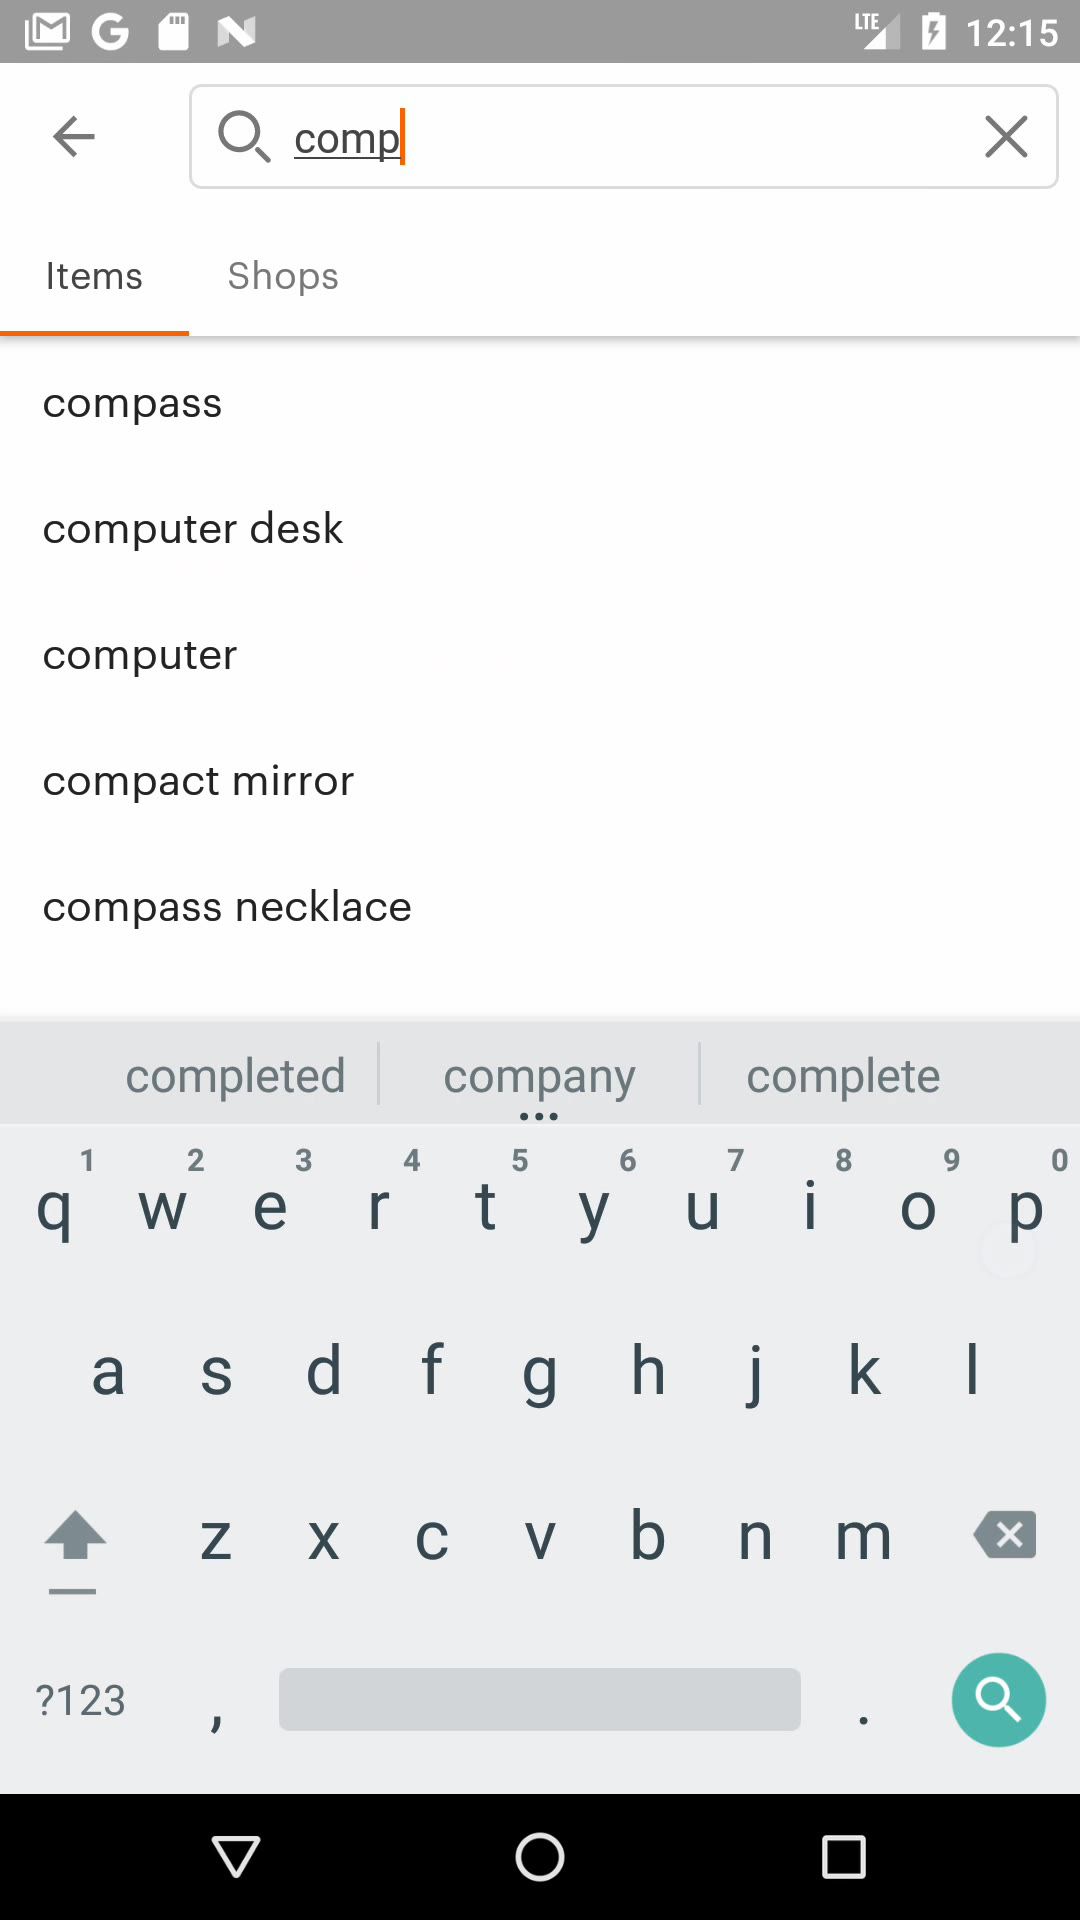 LTE 12:15
comp
Items Shops
compass
computer desk
computer
compact mirror
compass necklace
completed company complete
1 2 3 4 5 6 7 8 9 0
q w e r t y u i o p
a s d f g h j k l
z x c v b n m
?123 , .